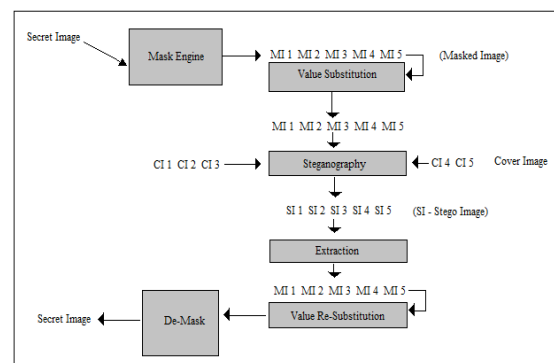 Secret Image
Mask Engine
MI 1 MI 2 MI 3 MI 4 MI 5
(Masked Image)
Value Substitution
MI 1 MI 2 MI 3 MI 4 MI 5
CI 1 CI 2 CI 3
Steganography
CI 4 CI 5
Cover Image
SI 1 SI 2 SI 3 SI 4 SI 5
(SI - Stego Image)
Extraction
MI 1 MI 2 MI 3 MI 4 MI 5
Secret Image
De-Mask
Value Re-Substitution